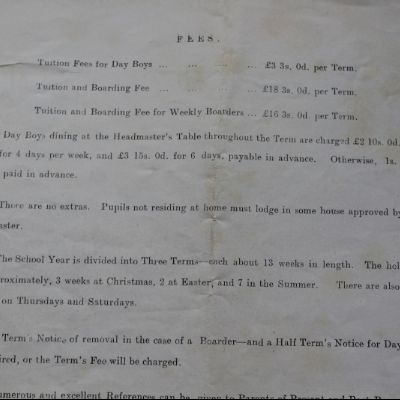 FEES.
Tuition Fees for Day Boys ... ... ... ... £3 3s. 0d. per Term.
Tuition and Boarding Fee ... ... ... ... £18 3s. 0d. per Term.
Tuition and Boarding Fee for Weekly Boarders ... £16 3s. 0d. per Term.
Day Boys dining at the Headmaster's Table throughout the Term are charged £2 10s. 0d.
for 4 days per week, and £3 15s. 0d. for 6 days, payable in advance. Otherwise, 1s.
paid in advance.
There are no extras. Pupils not residing at home must lodge in some house approved by
aster.
The School Year is divided into Three Terms—each about 13 weeks in length. The hol
roximately, 3 weeks at Christmas, 2 at Easter, and 7 in the Summer. There are also
on Thursdays and Saturdays.
Term's Notice of removal in the case of a Boarder—and a Half Term's Notice for Day
ired, or the Term's Fee will be charged.
umerous and excellent References can be given to Parents of Present and Past